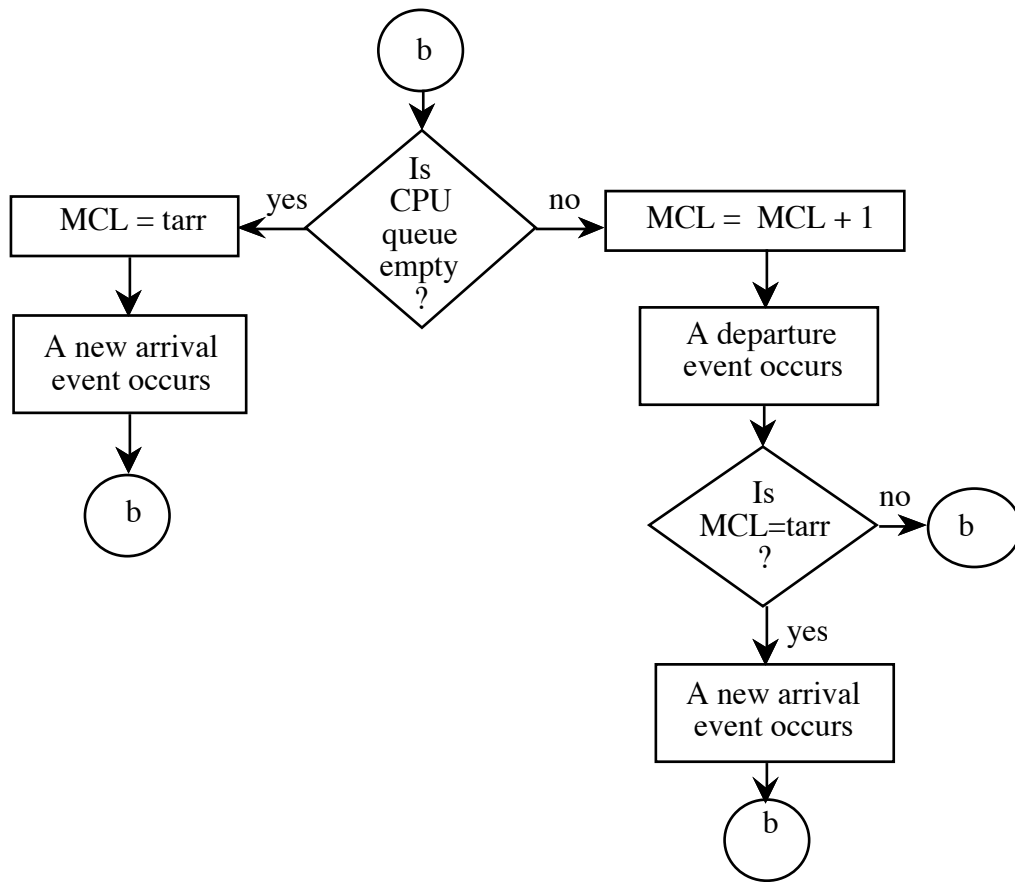 b
Is
CPU
queue
empty
?
yes
no
MCL = tarr
MCL = MCL + 1
A new arrival
event occurs
A departure
event occurs
b
Is
MCL=tarr
?
no
b
yes
A new arrival
event occurs
b